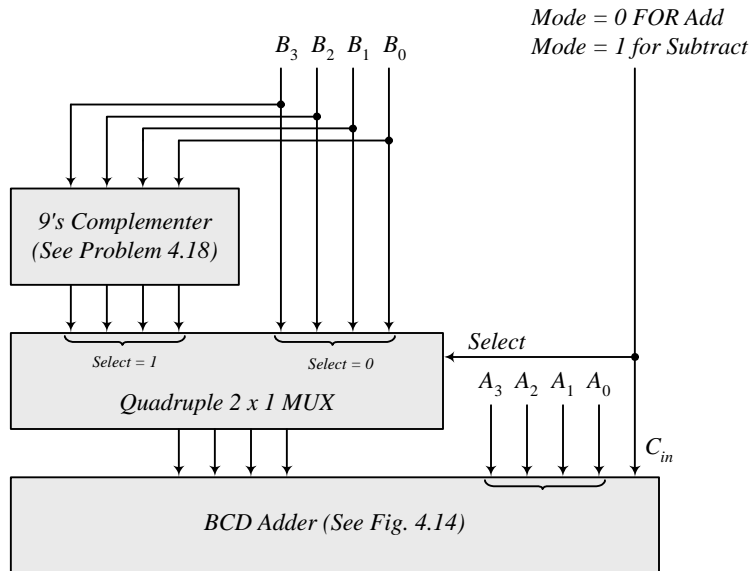 Mode = 0 FOR Add
Mode = 1 for Subtract
B3 B2 B1 B0
9's Complementer
(See Problem 4.18)
Select = 1
Select = 0
Select
Quadruple 2 x 1 MUX
A3 A2 A1 A0
Cin
BCD Adder (See Fig. 4.14)